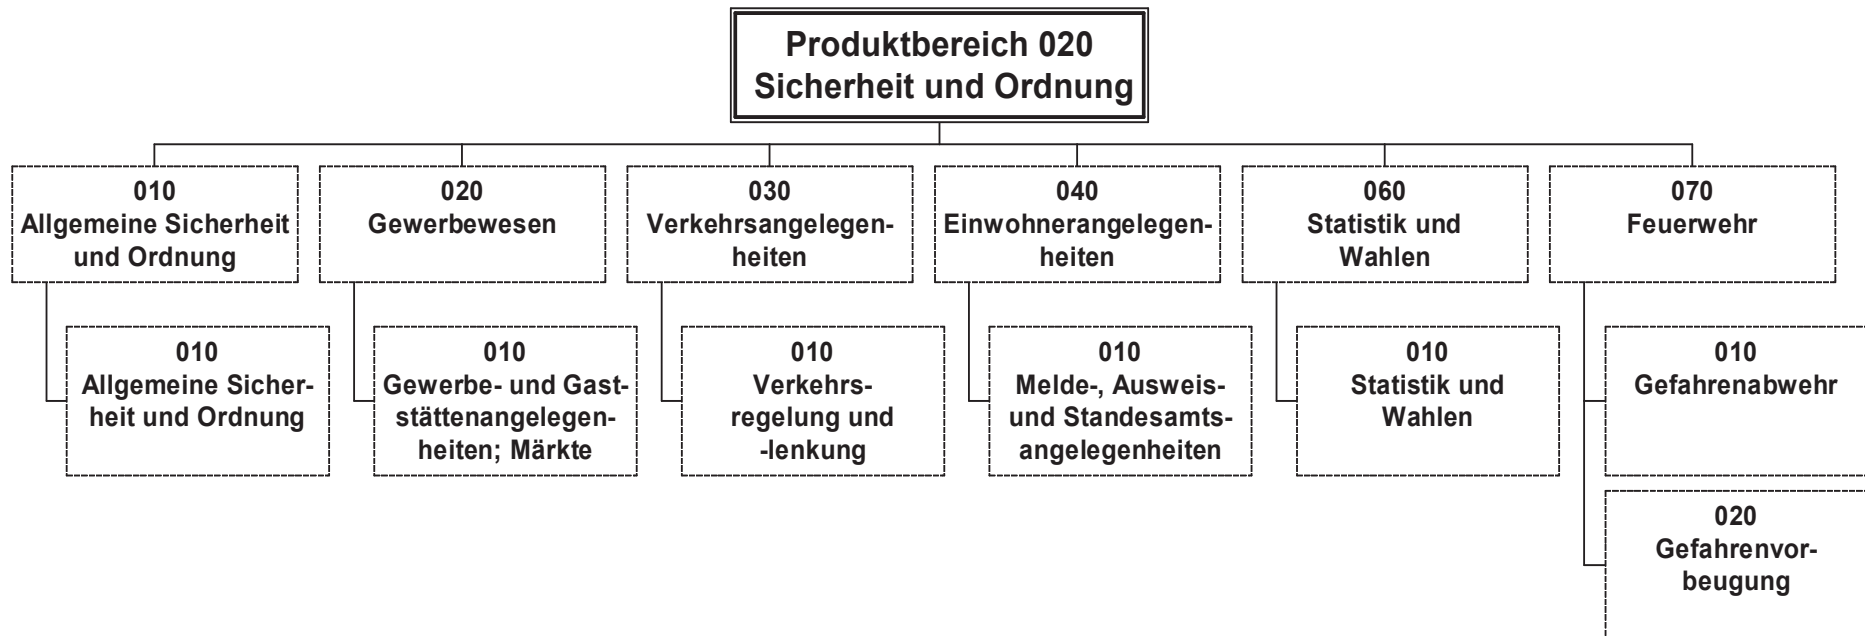 Produktbereich 020
Sicherheit und Ordnung
010
Allgemeine Sicherheit
und Ordnung
020
Gewerbewesen
030
Verkehrsangelegen-
heiten
040
Einwohnerangelegen-
heiten
060
Statistik und
Wahlen
070
Feuerwehr
010
Allgemeine Sicher-
heit und Ordnung
010
Gewerbe- und Gast-
stättenangelegen-
heiten; Märkte
010
Verkehrs-
regelung und
-lenkung
010
Melde-, Ausweis-
und Standesamts-
angelegenheiten
010
Statistik und
Wahlen
010
Gefahrenabwehr
020
Gefahrenvor-
beugung